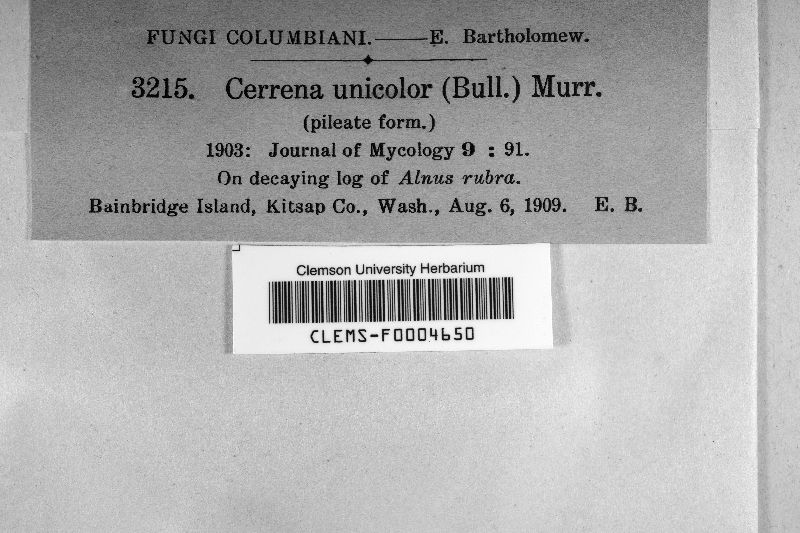 FUNGI COLUMBIANI.——E. Bartholomew.
3215. Cerrena unicolor (Bull.) Murr.
(pileate form.)
1903: Journal of Mycology 9 : 91.
On decaying log of Alnus rubra.
Bainbridge Island, Kitsap Co., Wash., Aug. 6, 1909. E. B.
Clemson University Herbarium
CLEMS-F0004650